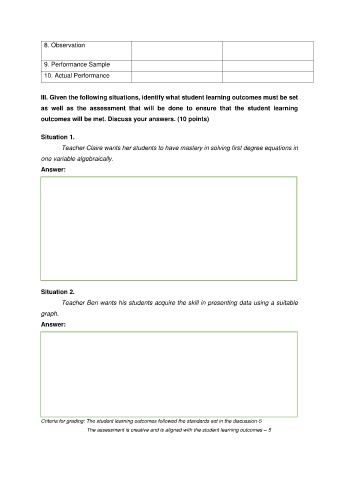 8. Observation
9. Performance Sample
10. Actual Performance
III. Given the following situations, identify what student learning outcomes must be set
as well as the assessment that will be done to ensure that the student learning
outcomes will be met. Discuss your answers. (10 points)
Situation 1.
Teacher Claire wants her students to have mastery in solving first degree equations in
one variable algebraically.
Answer:
Situation 2.
Teacher Ben wants his students acquire the skill in presenting data using a suitable
graph.
Answer:
Criteria for grading: The student learning outcomes followed the standards set in the discussion-5
The assessment is creative and is aligned with the student learning outcomes – 5